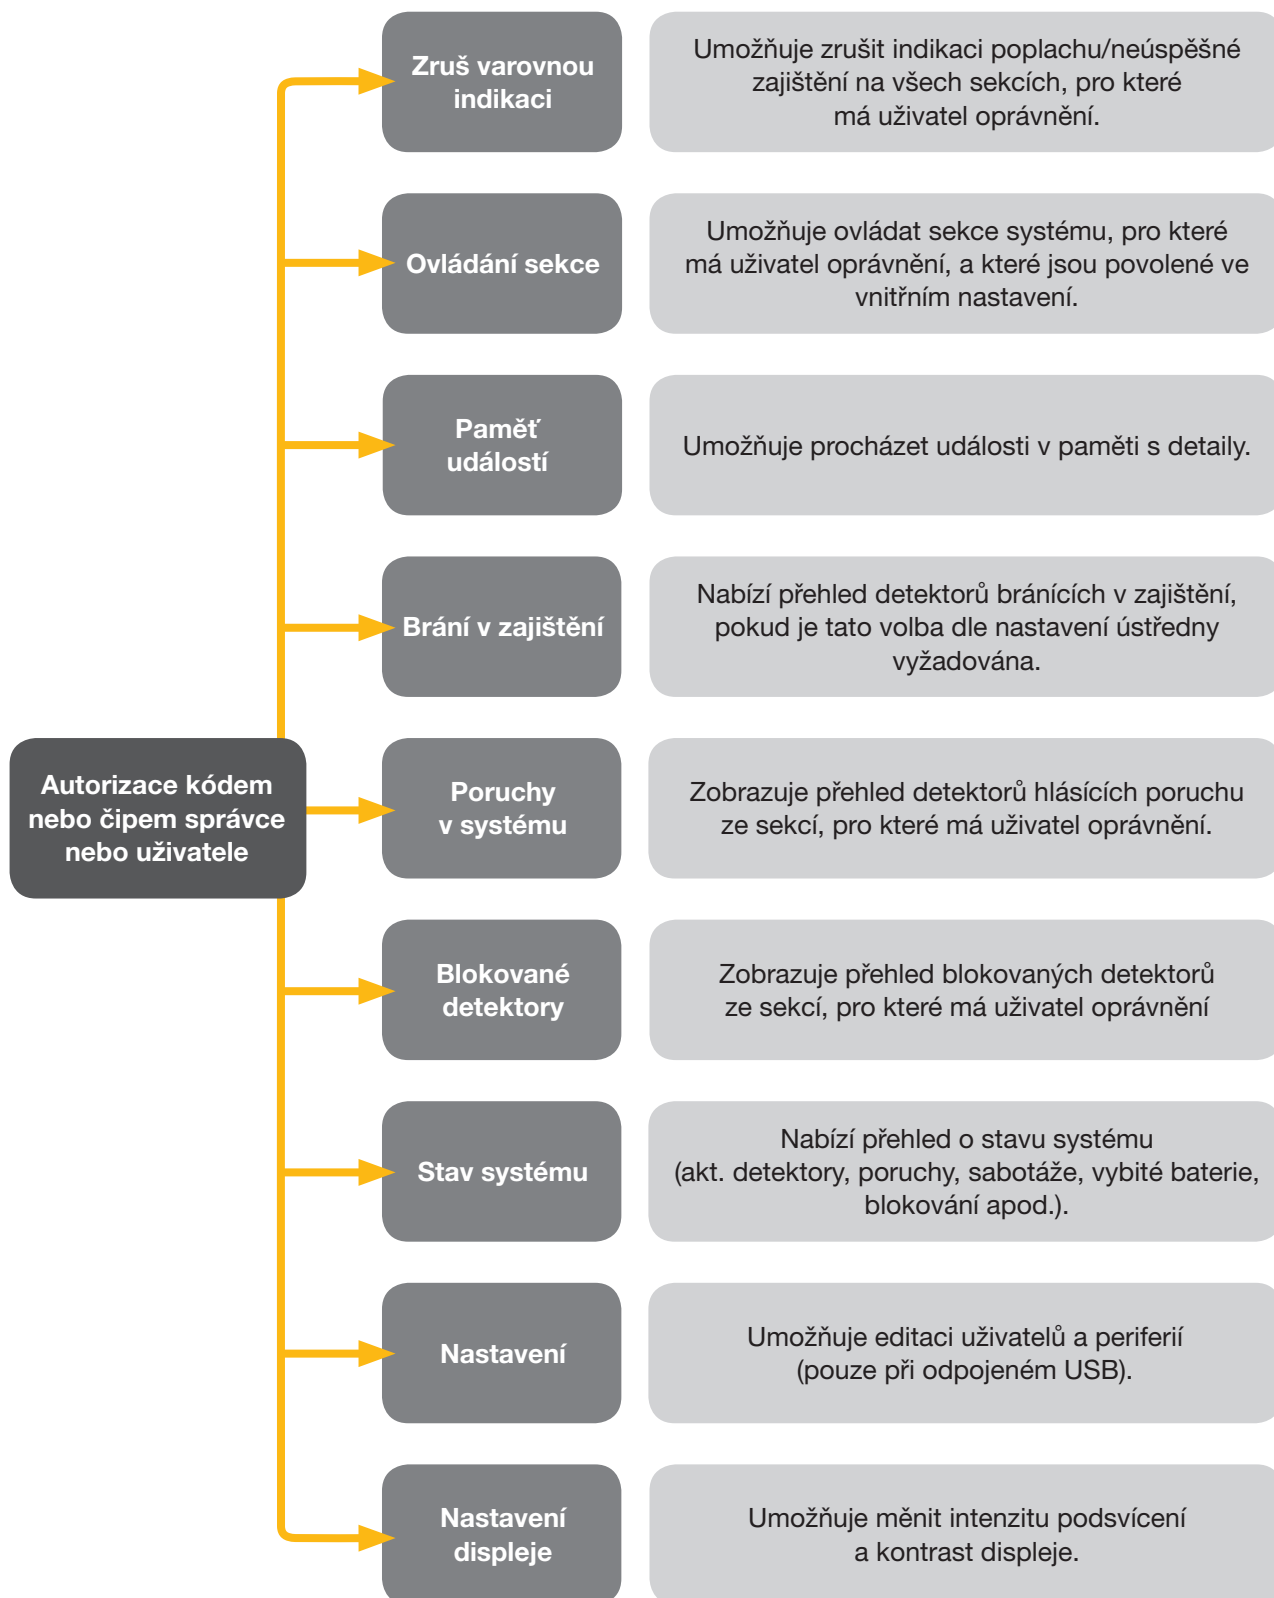 Zruš varovnou
indikaci
Umožňuje zrušit indikaci poplachu/neúspěšné
zajištění na všech sekcích, pro které
má uživatel oprávnění.
Ovládání sekce
Umožňuje ovládat sekce systému, pro které
má uživatel oprávnění, a které jsou povolené ve
vnitřním nastavení.
Paměť
událostí
Umožňuje procházet události v paměti s detaily.
Brání v zajištění
Nabízí přehled detektorů bránících v zajištění,
pokud je tato volba dle nastavení ústředny
vyžadována.
Autorizace kódem
nebo čipem správce
nebo uživatele
Poruchy
v systému
Zobrazuje přehled detektorů hlásících poruchu
ze sekcí, pro které má uživatel oprávnění.
Blokované
detektory
Zobrazuje přehled blokovaných detektorů
ze sekcí, pro které má uživatel oprávnění
Stav systému
Nabízí přehled o stavu systému
(akt. detektory, poruchy, sabotáže, vybité baterie,
blokování apod.).
Nastavení
Umožňuje editaci uživatelů a periferií
(pouze při odpojeném USB).
Nastavení
displeje
Umožňuje měnit intenzitu podsvícení
a kontrast displeje.